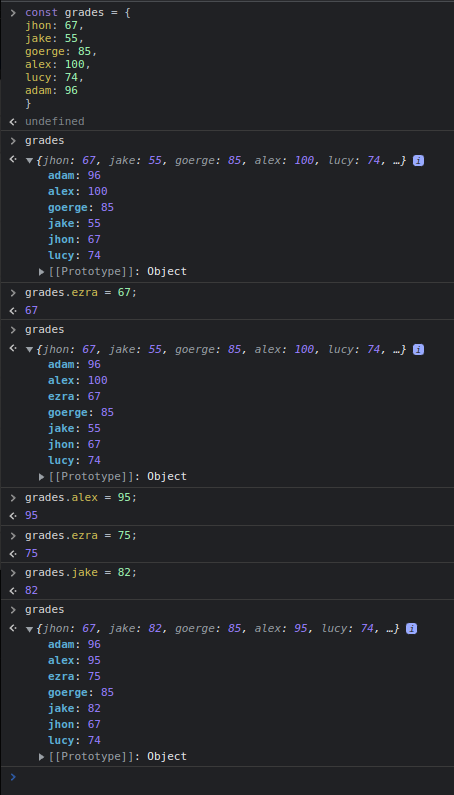 const grades = {
jhon: 67,
jake: 55,
goerge: 85,
alex: 100,
lucy: 74,
adam: 96
}
undefined
grades
{jhon: 67, jake: 55, goerge: 85, alex: 100, lucy: 74, …} i
adam: 96
alex: 100
goerge: 85
jake: 55
jhon: 67
lucy: 74
[[Prototype]]: Object
grades.ezra = 67;
67
grades
{jhon: 67, jake: 55, goerge: 85, alex: 100, lucy: 74, …} i
adam: 96
alex: 100
ezra: 67
goerge: 85
jake: 55
jhon: 67
lucy: 74
[[Prototype]]: Object
grades.alex = 95;
95
grades.ezra = 75;
75
grades.jake = 82;
82
grades
{jhon: 67, jake: 82, goerge: 85, alex: 95, lucy: 74, …} i
adam: 96
alex: 95
ezra: 75
goerge: 85
jake: 82
jhon: 67
lucy: 74
[[Prototype]]: Object